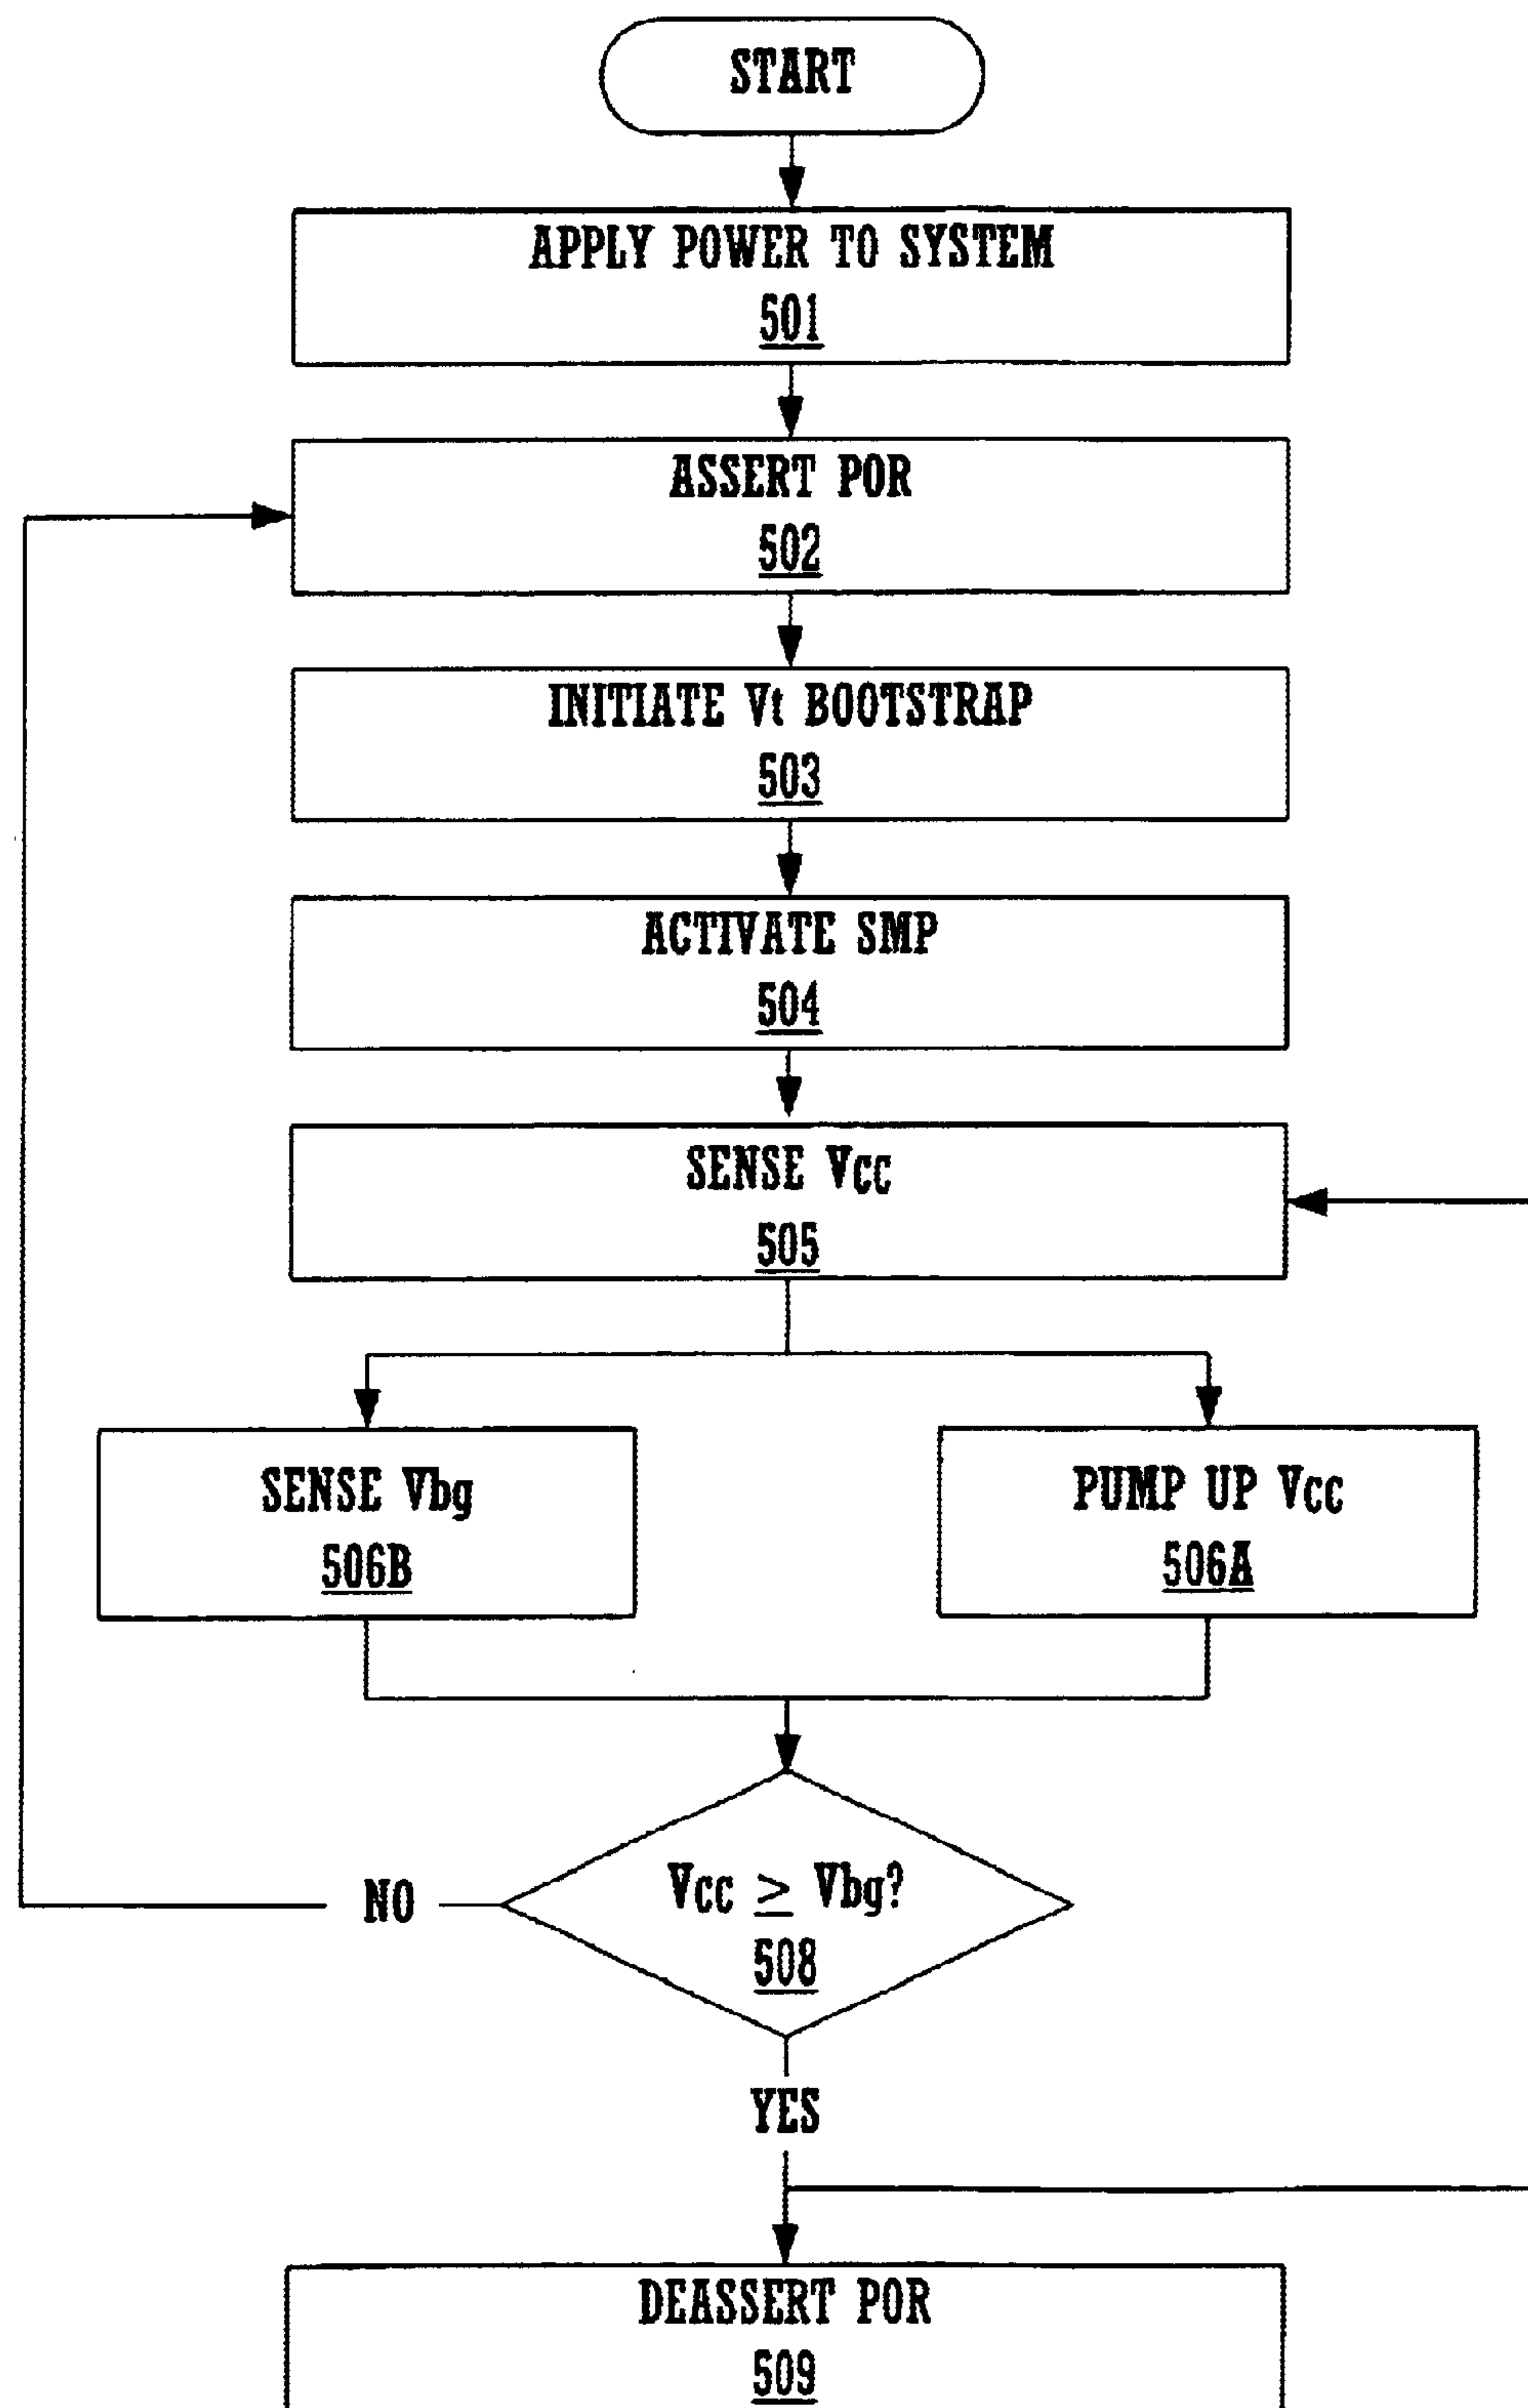 START
APPLY POWER TO SYSTEM
501
ASSERT POR
502
INITIATE Vt BOOTSTRAP
503
ACTIVATE SMP
504
SENSE VCC
505
SENSE Vbg
506B
PUMP UP VCC
506A
VCC ≥ Vbg?
508
NO
YES
DEASSERT POR
509